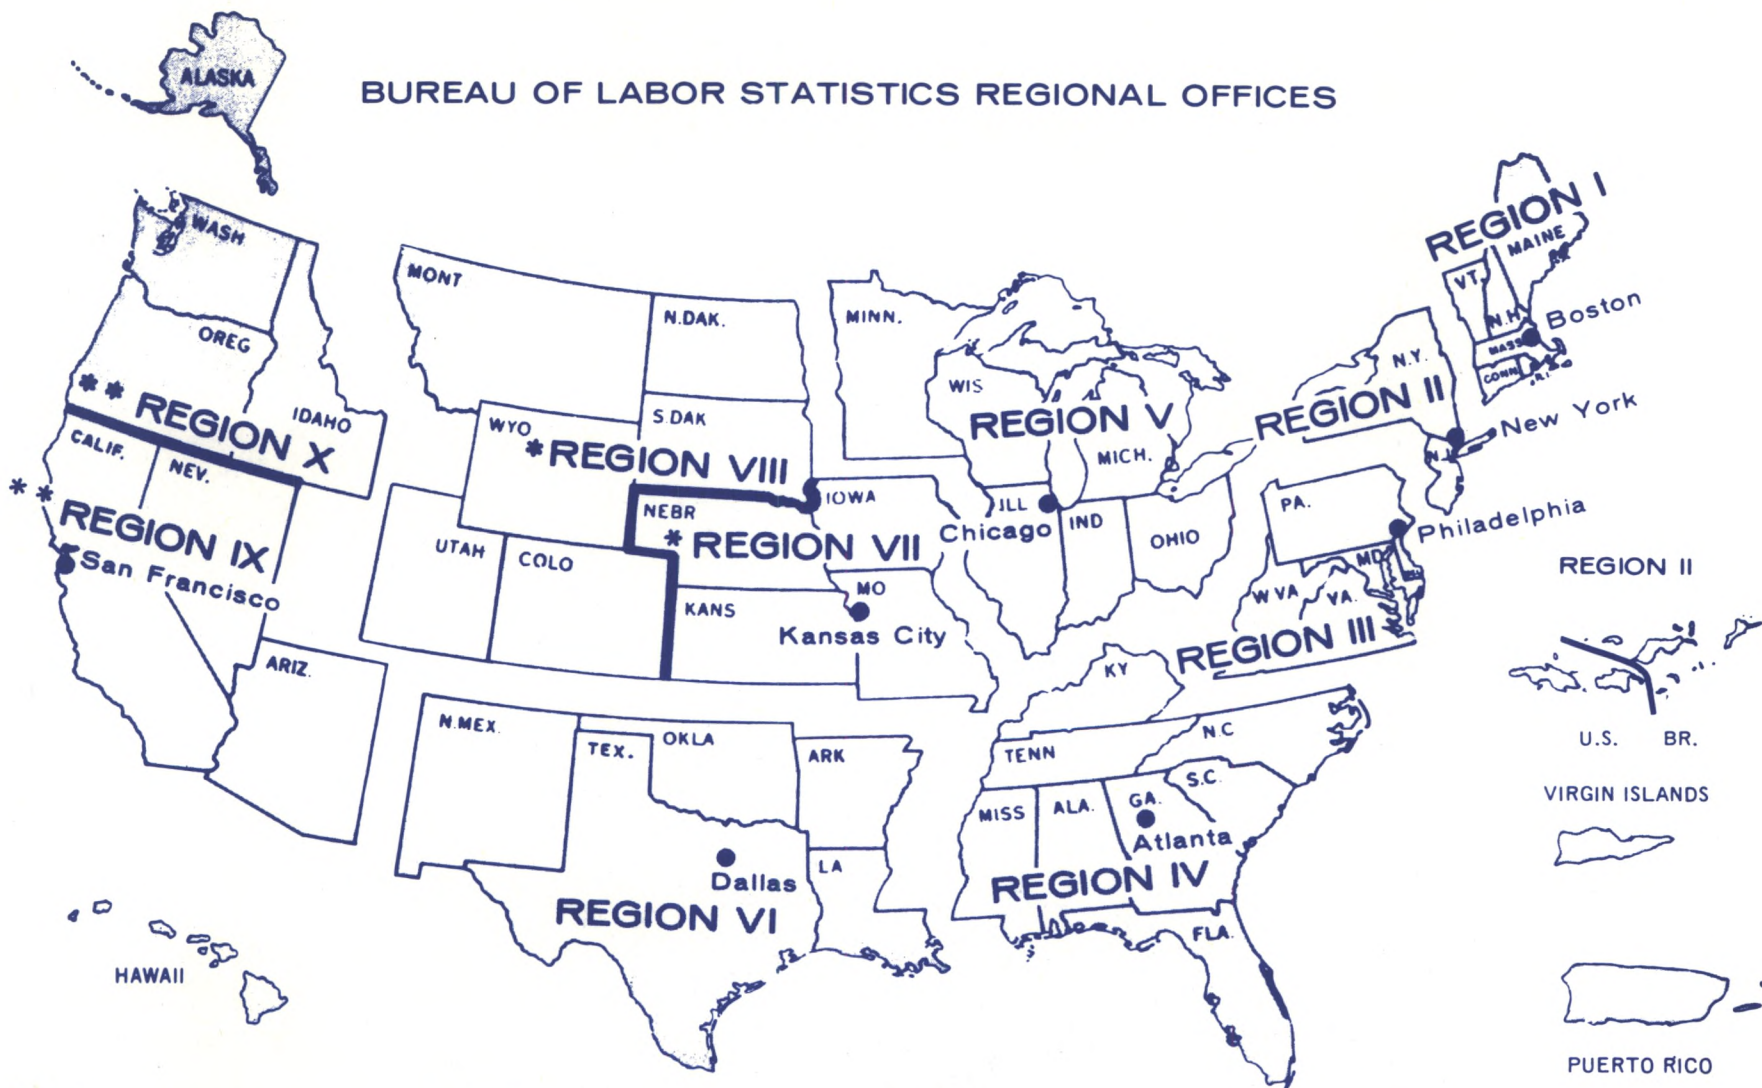 ALASKA
BUREAU OF LABOR STATISTICS REGIONAL OFFICES
REGION I
WASH
MAINE
MONT
VT.
N.DAK.
MINN.
N.H.
Boston
OREG
MASS
N.Y.
CONN
R.I.
WIS
** REGION X
IDAHO
S.DAK
WYO
REGION V
REGION II
New York
CALIF.
NEV.
*REGION VIII
MICH.
N.J.
**
REGION IX
IOWA
NEBR
ILL
Chicago
IND
OHIO
PA.
Philadelphia
* REGION VII
UTAH
COLO
San Francisco
MD
REGION II
MO
KANS
Kansas City
W VA
VA.
REGION III
ARIZ.
KY
N.MEX.
TEX.
OKLA
ARK
TENN
N.C
U.S. BR.
VIRGIN ISLANDS
S.C.
MISS
ALA.
GA.
Atlanta
LA
Dallas
REGION IV
REGION VI
FLA.
HAWAII
PUERTO RICO